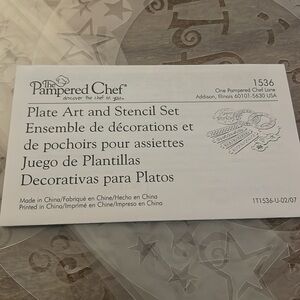 The Pampered Chef®
discover the chef in you.
1536
One Pampered Chef Lane
Addison, Illinois 60101-5630 USA
Plate Art and Stencil Set
Ensemble de décorations et
de pochoirs pour assiettes
Juego de Plantillas
Decorativas para Platos
Made in China/Fabriqué en Chine/Hecho en China
Printed in China/Imprimé en Chine/Impreso en China
1T1536-U-02/07